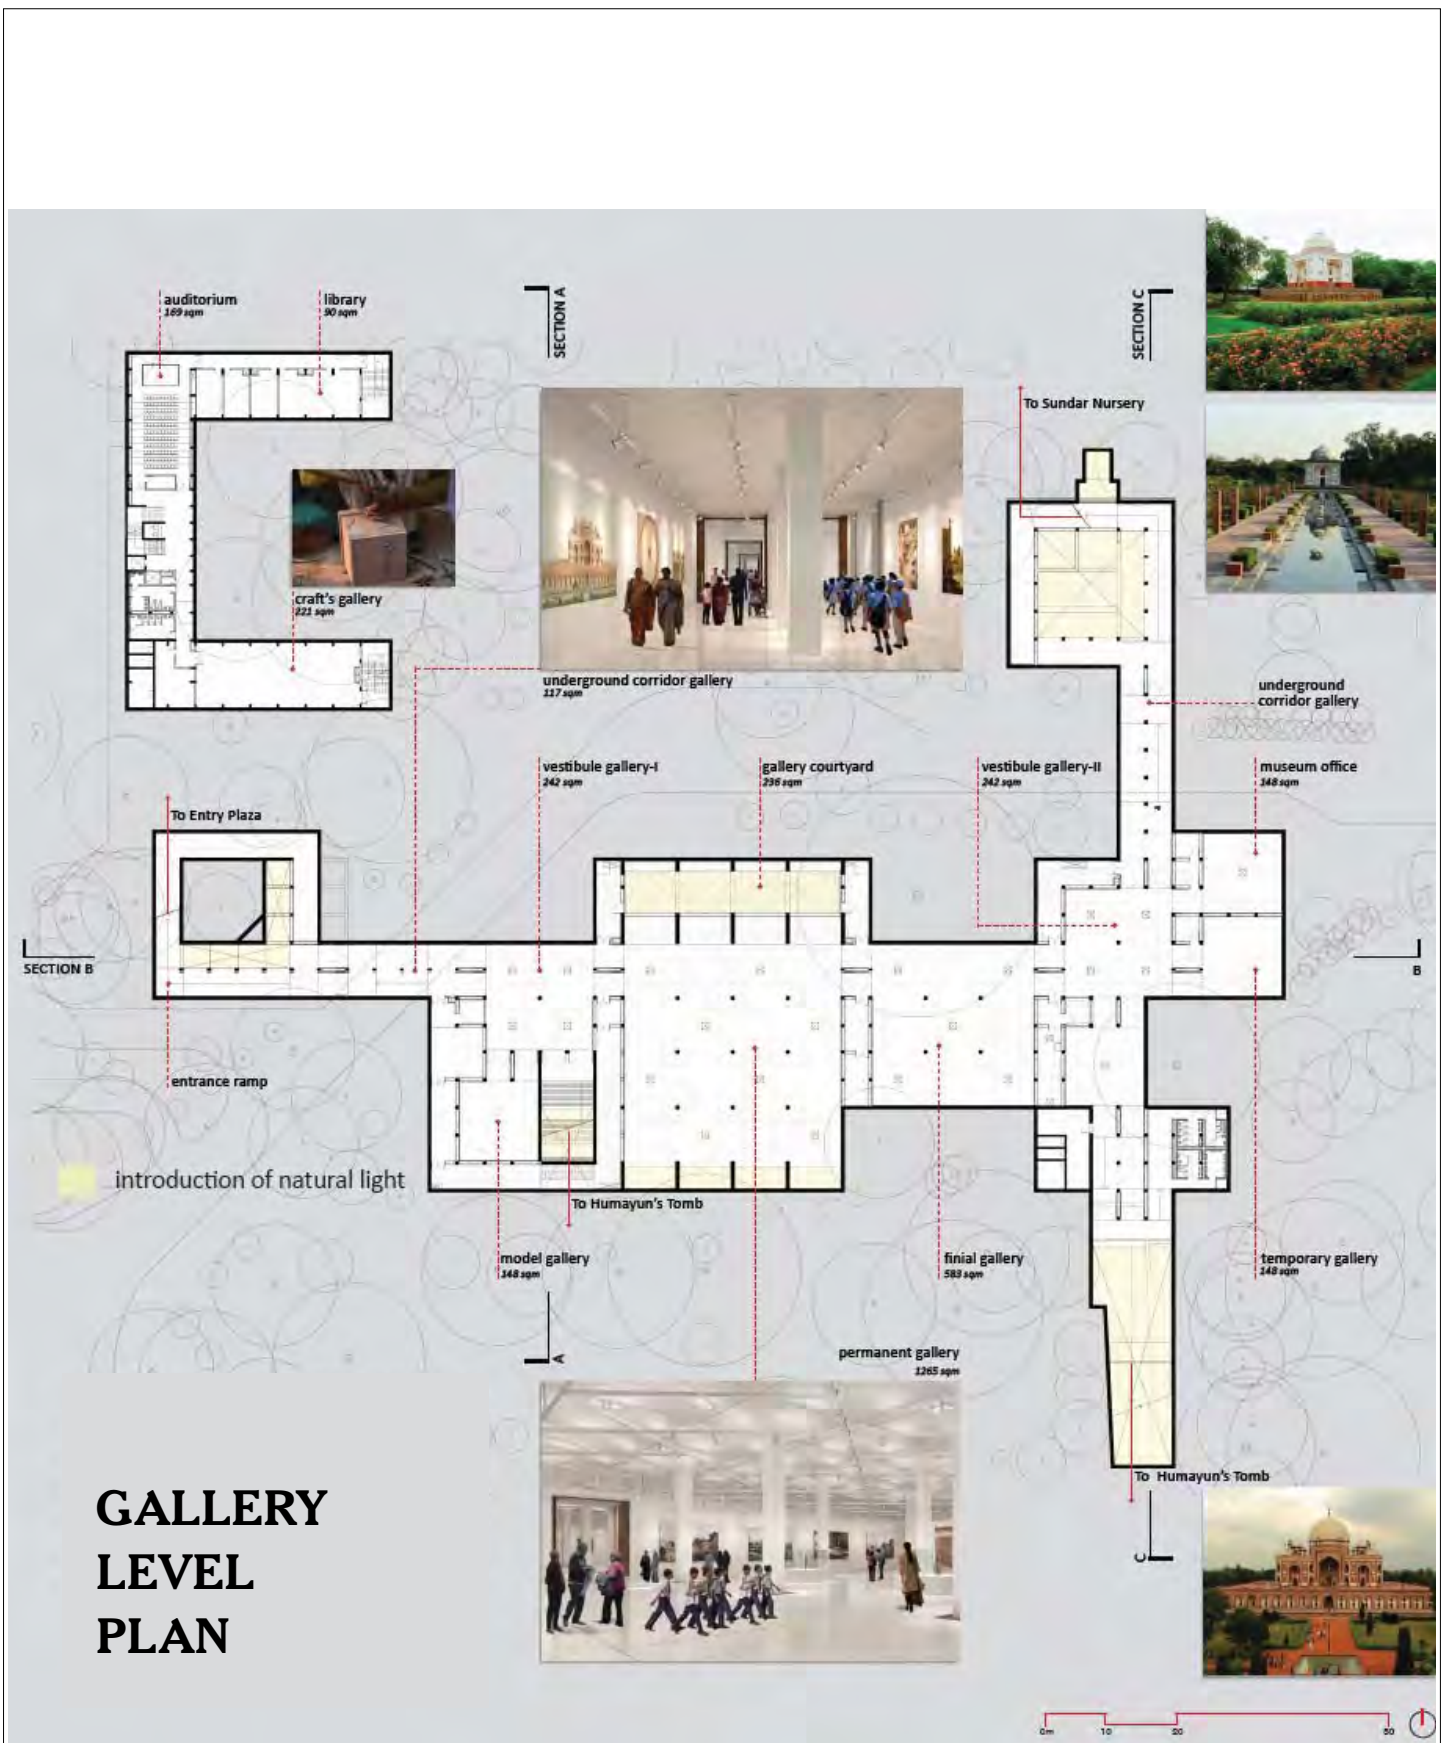 auditorium
169 sqm
library
90 sqm
SECTION A
SECTION C
To Sundar Nursery
craft's gallery
221 sqm
underground corridor gallery
117 sqm
underground
corridor gallery
vestibule gallery-I
242 sqm
gallery courtyard
236 sqm
vestibule gallery-II
242 sqm
museum office
148 sqm
To Entry Plaza
SECTION B
B
entrance ramp
introduction of natural light
To Humayun's Tomb
model gallery
148 sqm
finial gallery
583 sqm
temporary gallery
148 sqm
A
permanent gallery
1265 sqm
To Humayun's Tomb
C
GALLERY
LEVEL
PLAN
0m 10 20 50